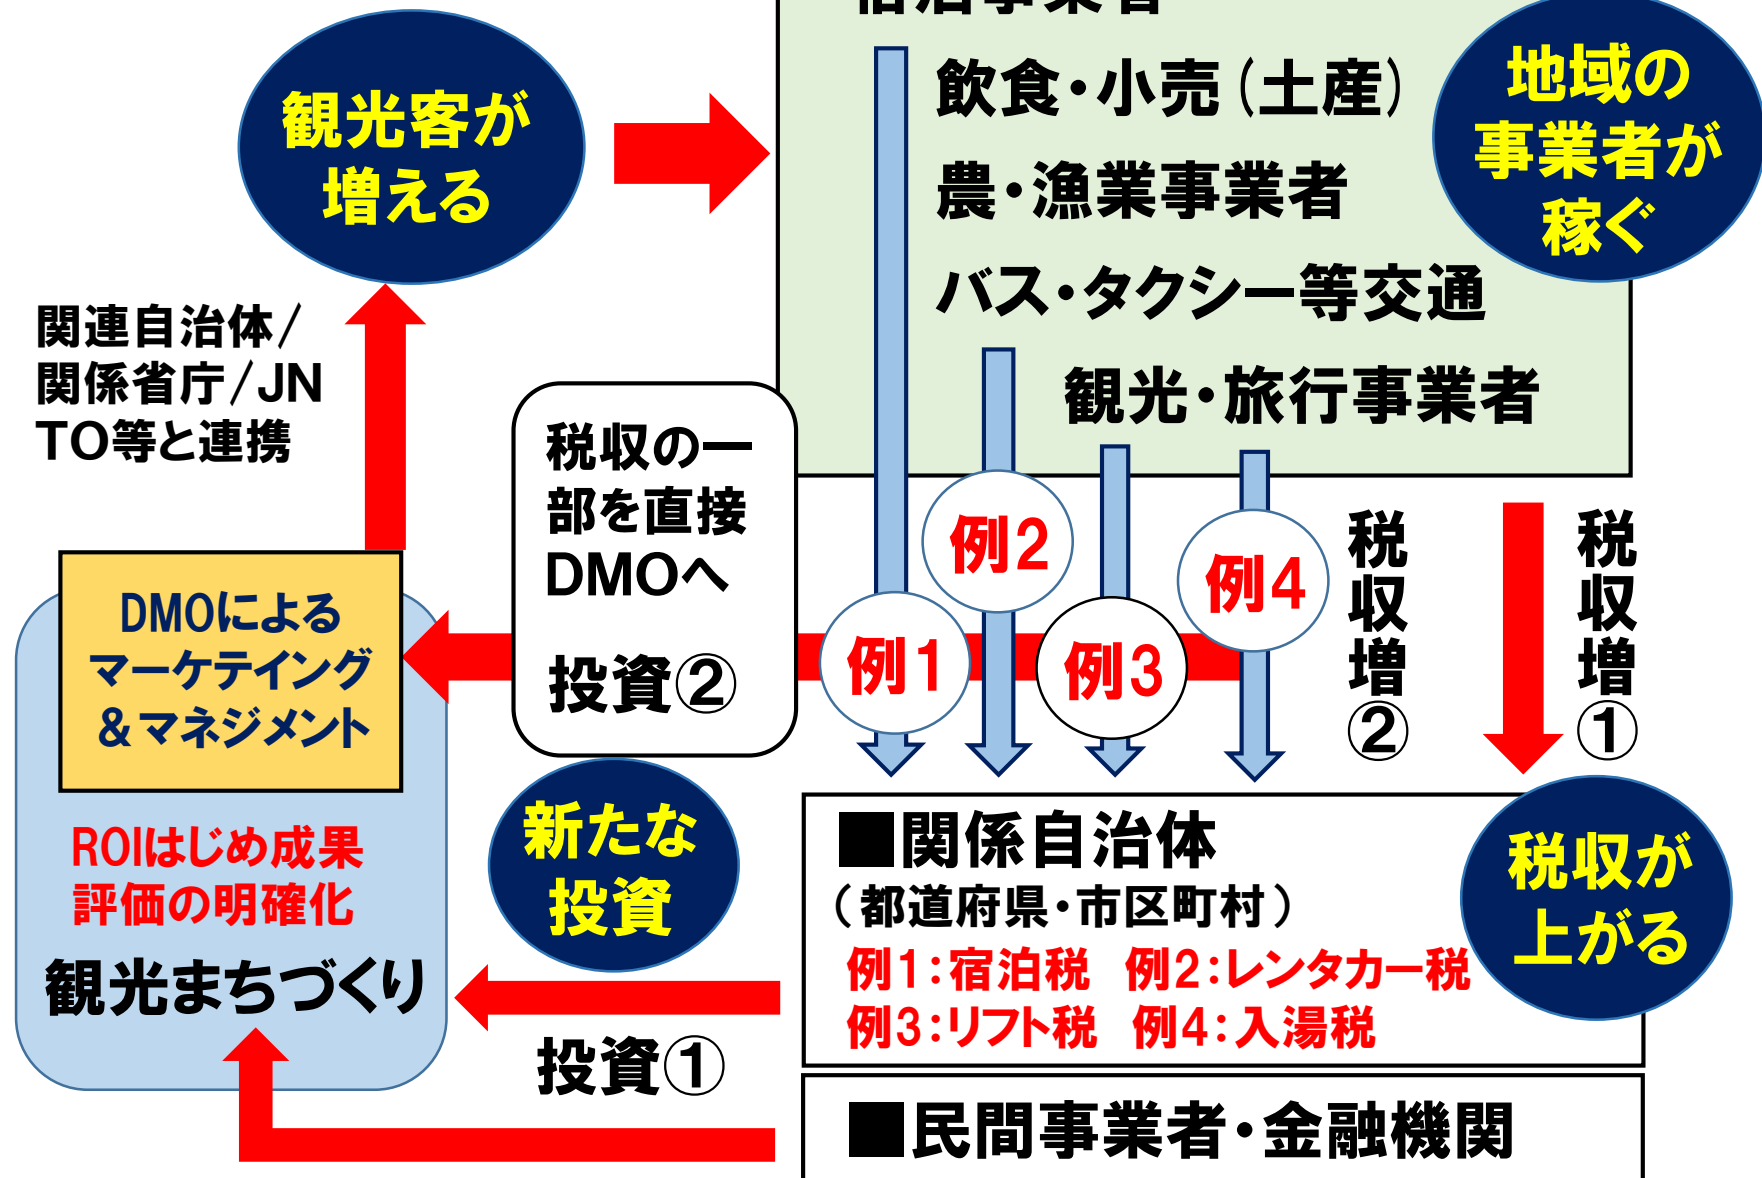 観光客が
増える
飲食・小売（土産）
農・漁業事業者
バス・タクシー等交通
観光・旅行事業者
地域の
事業者が
稼ぐ
関連自治体/
関係省庁/JN
TO等と連携
税収の一
部を直接
DMOへ
投資②
例1
例2
例3
例4
税収増②
税収増①
DMOによる
マーケテイング
＆マネジメント
ROIはじめ成果
評価の明確化
観光まちづくり
新たな
投資
投資①
■関係自治体
（都道府県・市区町村）
例1：宿泊税 例2：レンタカー税
例3：リフト税 例4：入湯税
税収が
上がる
■民間事業者・金融機関